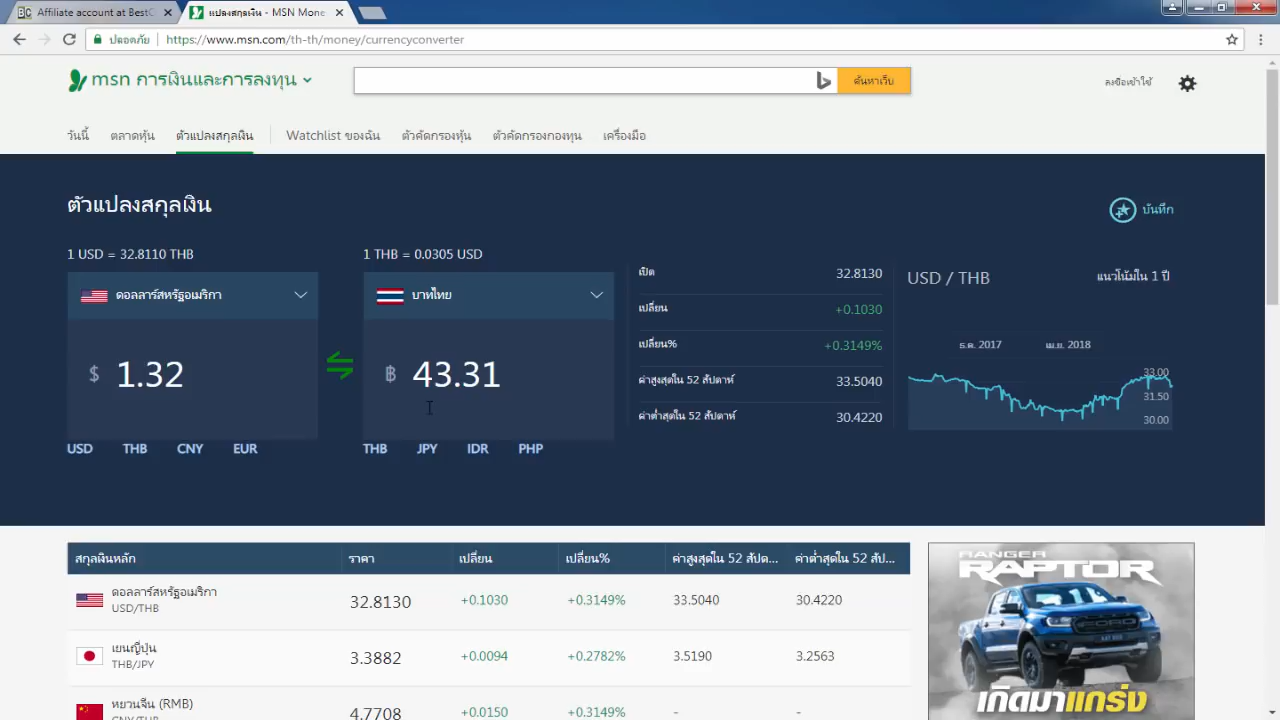 Affiliate account at BestC
แปลงสกุลเงิน - MSN Mone
ปลอดภัย
https://www.msn.com/th-th/money/currencyconverter
msn การเงินและการลงทุน
ค้นหาเว็บ
ลงชื่อเข้าใช้
วันนี้ ตลาดหุ้น ตัวแปลงสกุลเงิน Watchlist ของฉัน ตัวคัดกรองหุ้น ตัวคัดกรองกองทุน เครื่องมือ
ตัวแปลงสกุลเงิน
บันทึก
1 USD = 32.8110 THB
1 THB = 0.0305 USD
ดอลลาร์สหรัฐอเมริกา
บาทไทย
$ 1.32
฿ 43.31
USD THB CNY EUR
THB JPY IDR PHP
เปิด 32.8130
เปลี่ยน +0.1030
เปลี่ยน% +0.3149%
ค่าสูงสุดใน 52 สัปดาห์ 33.5040
ค่าต่ำสุดใน 52 สัปดาห์ 30.4220
USD / THB
แนวโน้มใน 1 ปี
ธ.ค. 2017 เม.ย. 2018
33.00
31.50
30.00
สกุลเงินหลัก ราคา เปลี่ยน เปลี่ยน% ค่าสูงสุดใน 52 สัปด... ค่าต่ำสุดใน 52 สัป...
ดอลลาร์สหรัฐอเมริกา
USD/THB
32.8130 +0.1030 +0.3149% 33.5040 30.4220
เยนญี่ปุ่น
THB/JPY
3.3882 +0.0094 +0.2782% 3.5190 3.2563
หยวนจีน (RMB)
CNY/THB
4.7708 +0.0150 +0.3149% - -
RANGER
RAPTOR
เกิดมาแกร่ง